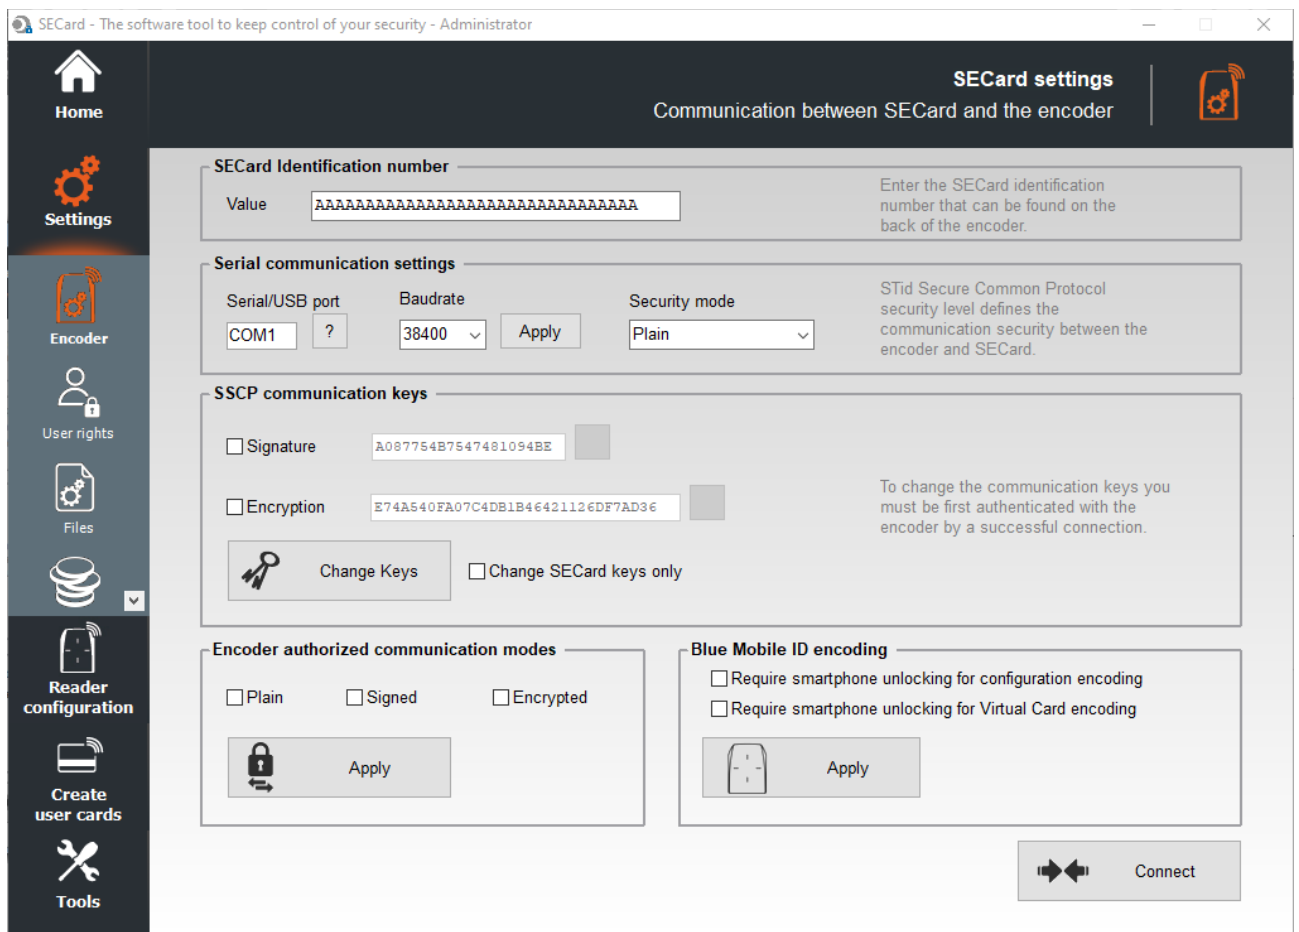 SECard - The software tool to keep control of your security - Administrator
Home
SECard settings
Communication between SECard and the encoder
Settings
Encoder
User rights
Files
Reader
configuration
Create
user cards
Tools
SECard Identification number
Value
AAAAAAAAAAAAAAAAAAAAAAAAAAAAAAAA
Enter the SECard identification
number that can be found on the
back of the encoder.
Serial communication settings
Serial/USB port
Baudrate
Security mode
COM1
?
38400
Apply
Plain
STid Secure Common Protocol
security level defines the
communication security between the
encoder and SECard.
SSCP communication keys
Signature
A087754B7547481094BE
Encryption
E74A540FA07C4DB1B46421126DF7AD36
To change the communication keys you
must be first authenticated with the
encoder by a successful connection.
Change Keys
Change SECard keys only
Encoder authorized communication modes
Plain
Signed
Encrypted
Apply
Blue Mobile ID encoding
Require smartphone unlocking for configuration encoding
Require smartphone unlocking for Virtual Card encoding
Apply
Connect